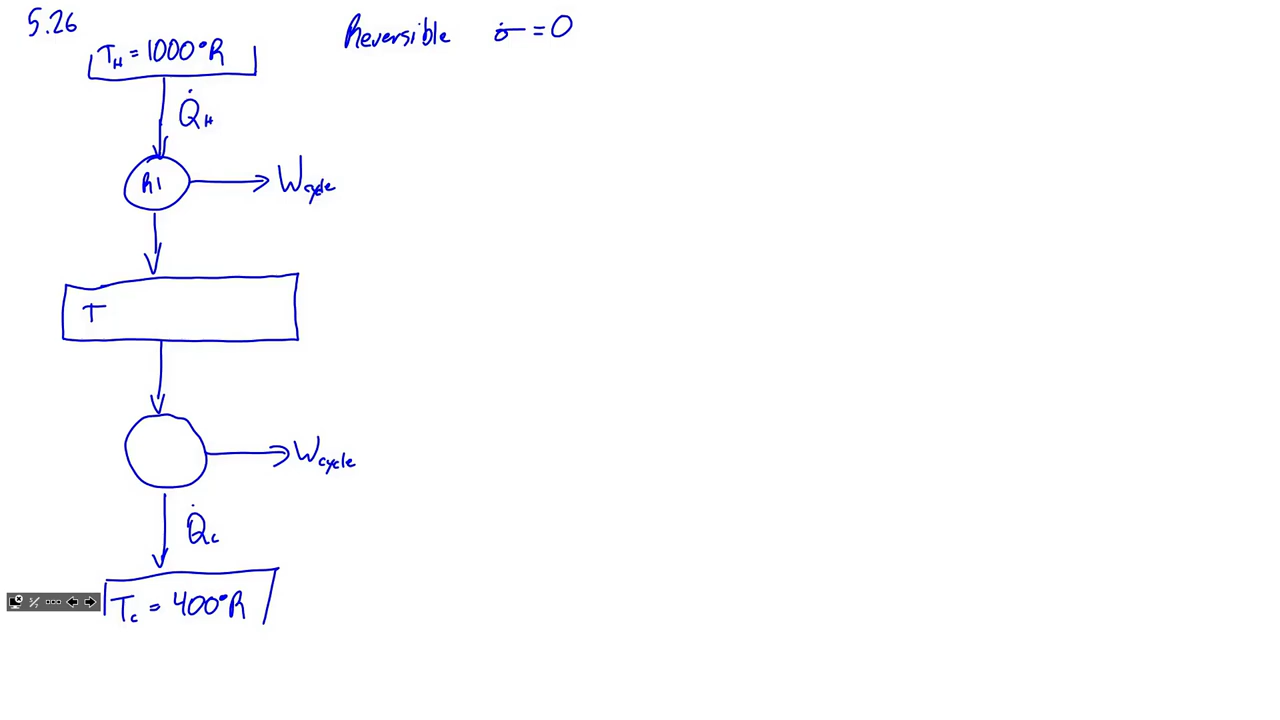 5.26
Reversible σ̇ = 0
T_H = 1000°R
Q̇_H
R1
W_cycle
T
W_cycle
Q̇_C
T_C = 400°R